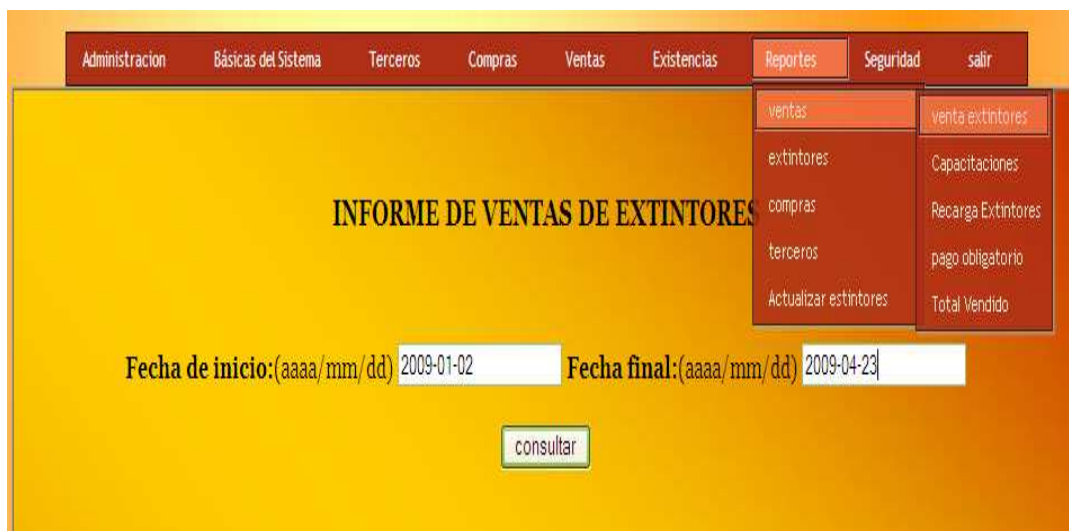 Administracion Básicas del Sistema Terceros Compras Ventas Existencias Reportes Seguridad salir
ventas
extintores
compras
terceros
Actualizar estintores
venta extintores
Capacitaciones
Recarga Extintores
pago obligatorio
Total Vendido
INFORME DE VENTAS DE EXTINTORES
Fecha de inicio:(aaaa/mm/dd) 2009-01-02 Fecha final:(aaaa/mm/dd) 2009-04-23
consultar